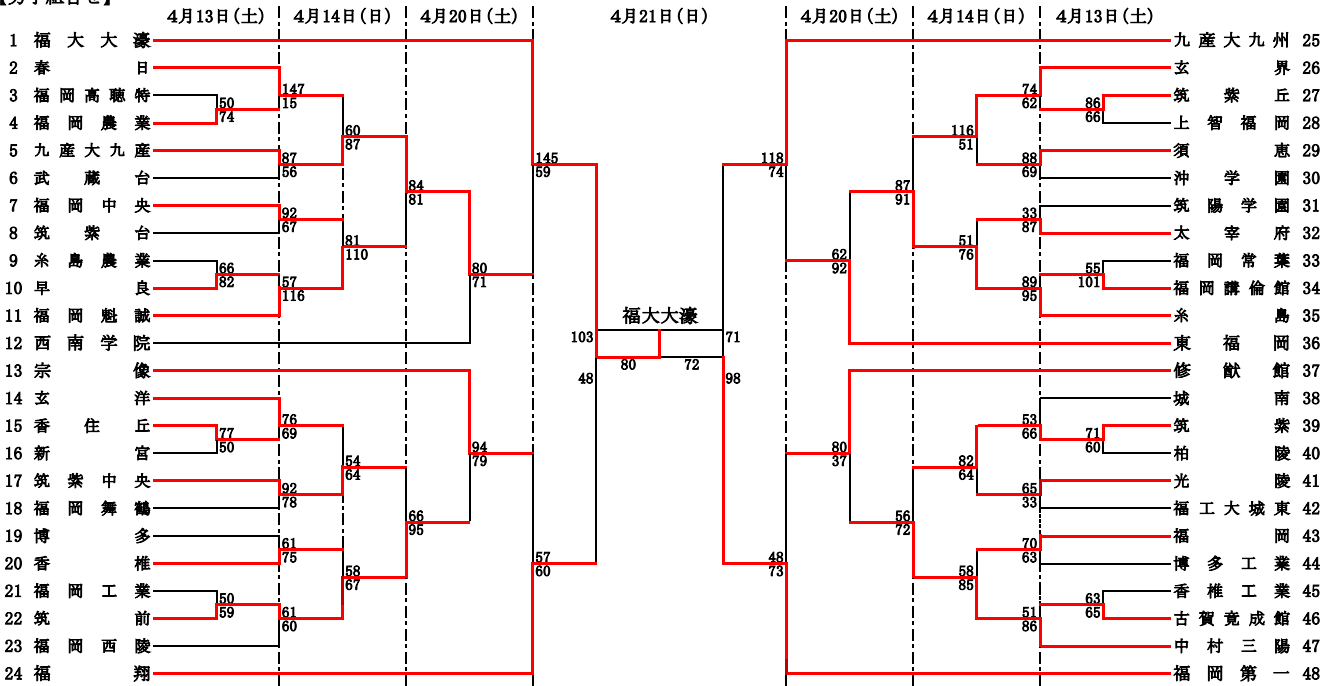 4月13日(土) 4月14日(日) 4月20日(土) 4月21日(日) 4月20日(土) 4月14日(日) 4月13日(土)
1 福大大濠
2 春日
3 福岡高聴特
4 福岡農業
5 九産大九産
6 武蔵台
7 福岡中央
8 筑紫台
9 糸島農業
10 早良
11 福岡魁誠
12 西南学院
13 宗像
14 玄洋
15 香住丘
16 新宮
17 筑紫中央
18 福岡舞鶴
19 博多
20 香椎
21 福岡工業
22 筑前
23 福岡西陵
24 福翔
50
74
66
82
77
50
50
59
147
15
87
56
92
67
57
116
76
69
92
78
61
75
61
60
60
87
81
110
54
64
58
67
84
81
66
95
80
71
94
79
145
59
57
60
103
48
福大大濠
80 72
71
98
118
74
48
73
62
92
80
37
87
91
56
72
116
51
51
76
82
64
58
85
74
62
88
69
33
87
89
95
53
66
65
33
70
63
51
86
86
66
55
101
71
60
63
65
九産大九州 25
玄界 26
筑紫丘 27
上智福岡 28
須恵 29
沖学園 30
筑陽学園 31
太宰府 32
福岡常葉 33
福岡講倫館 34
糸島 35
東福岡 36
修猷館 37
城南 38
筑紫 39
柏陵 40
光陵 41
福工大城東 42
福岡 43
博多工業 44
香椎工業 45
古賀竟成館 46
中村三陽 47
福岡第一 48